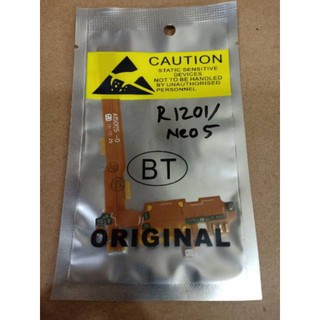 CAUTION
STATIC SENSITIVE
DEVICES
NOT TO BE HANDLED
BY UNAUTHORISED
PERSONNEL
R1201/
Neo 5
BT
ORIGINAL